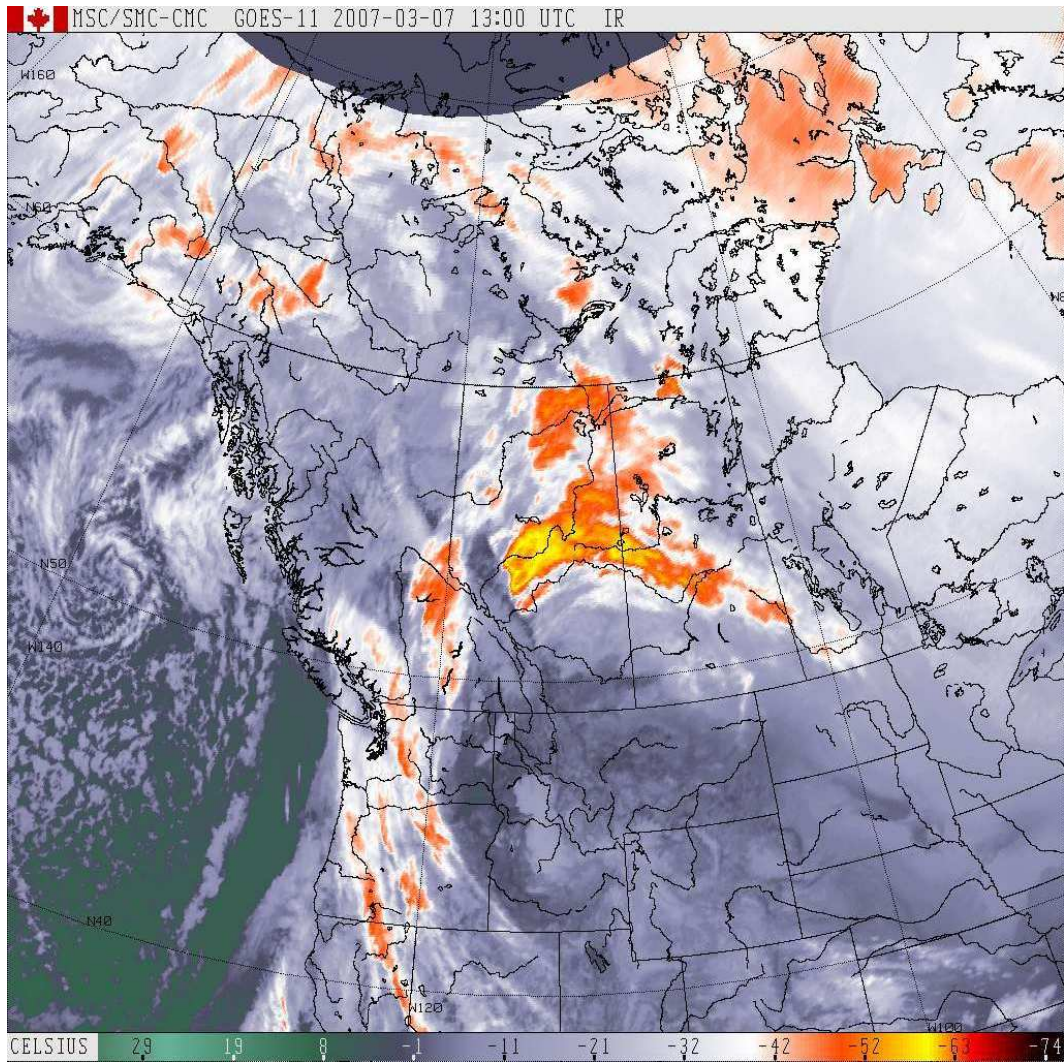 MSC/SMC-CMC GOES-11 2007-03-07 13:00 UTC IR
W160
N60
N50
W140
N40
W120
W100
CELSIUS 29 19 8 -1 -11 -21 -32 -42 -52 -63 -74